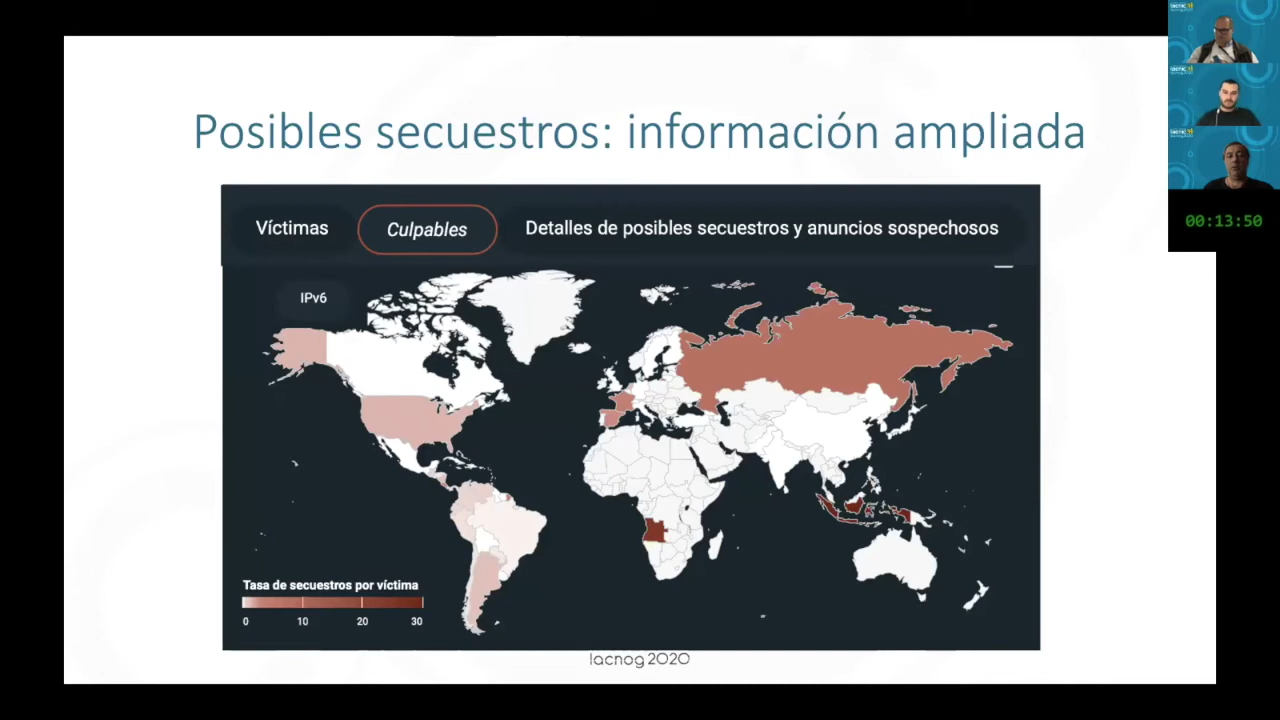 Posibles secuestros: información ampliada
Víctimas
Culpables
Detalles de posibles secuestros y anuncios sospechosos
IPv6
Tasa de secuestros por víctima
0 10 20 30
lacnog 2020
00:13:50